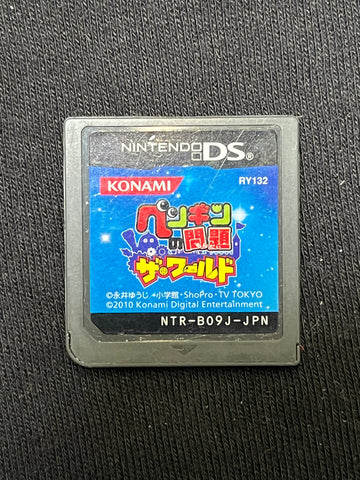 NINTENDO DS®
KONAMI
RY132
ペンギン
の問題
ザ・ワールド
©永井ゆうじ・小学館・ShoPro・TV TOKYO
©2010 Konami Digital Entertainment
NTR-B09J-JPN